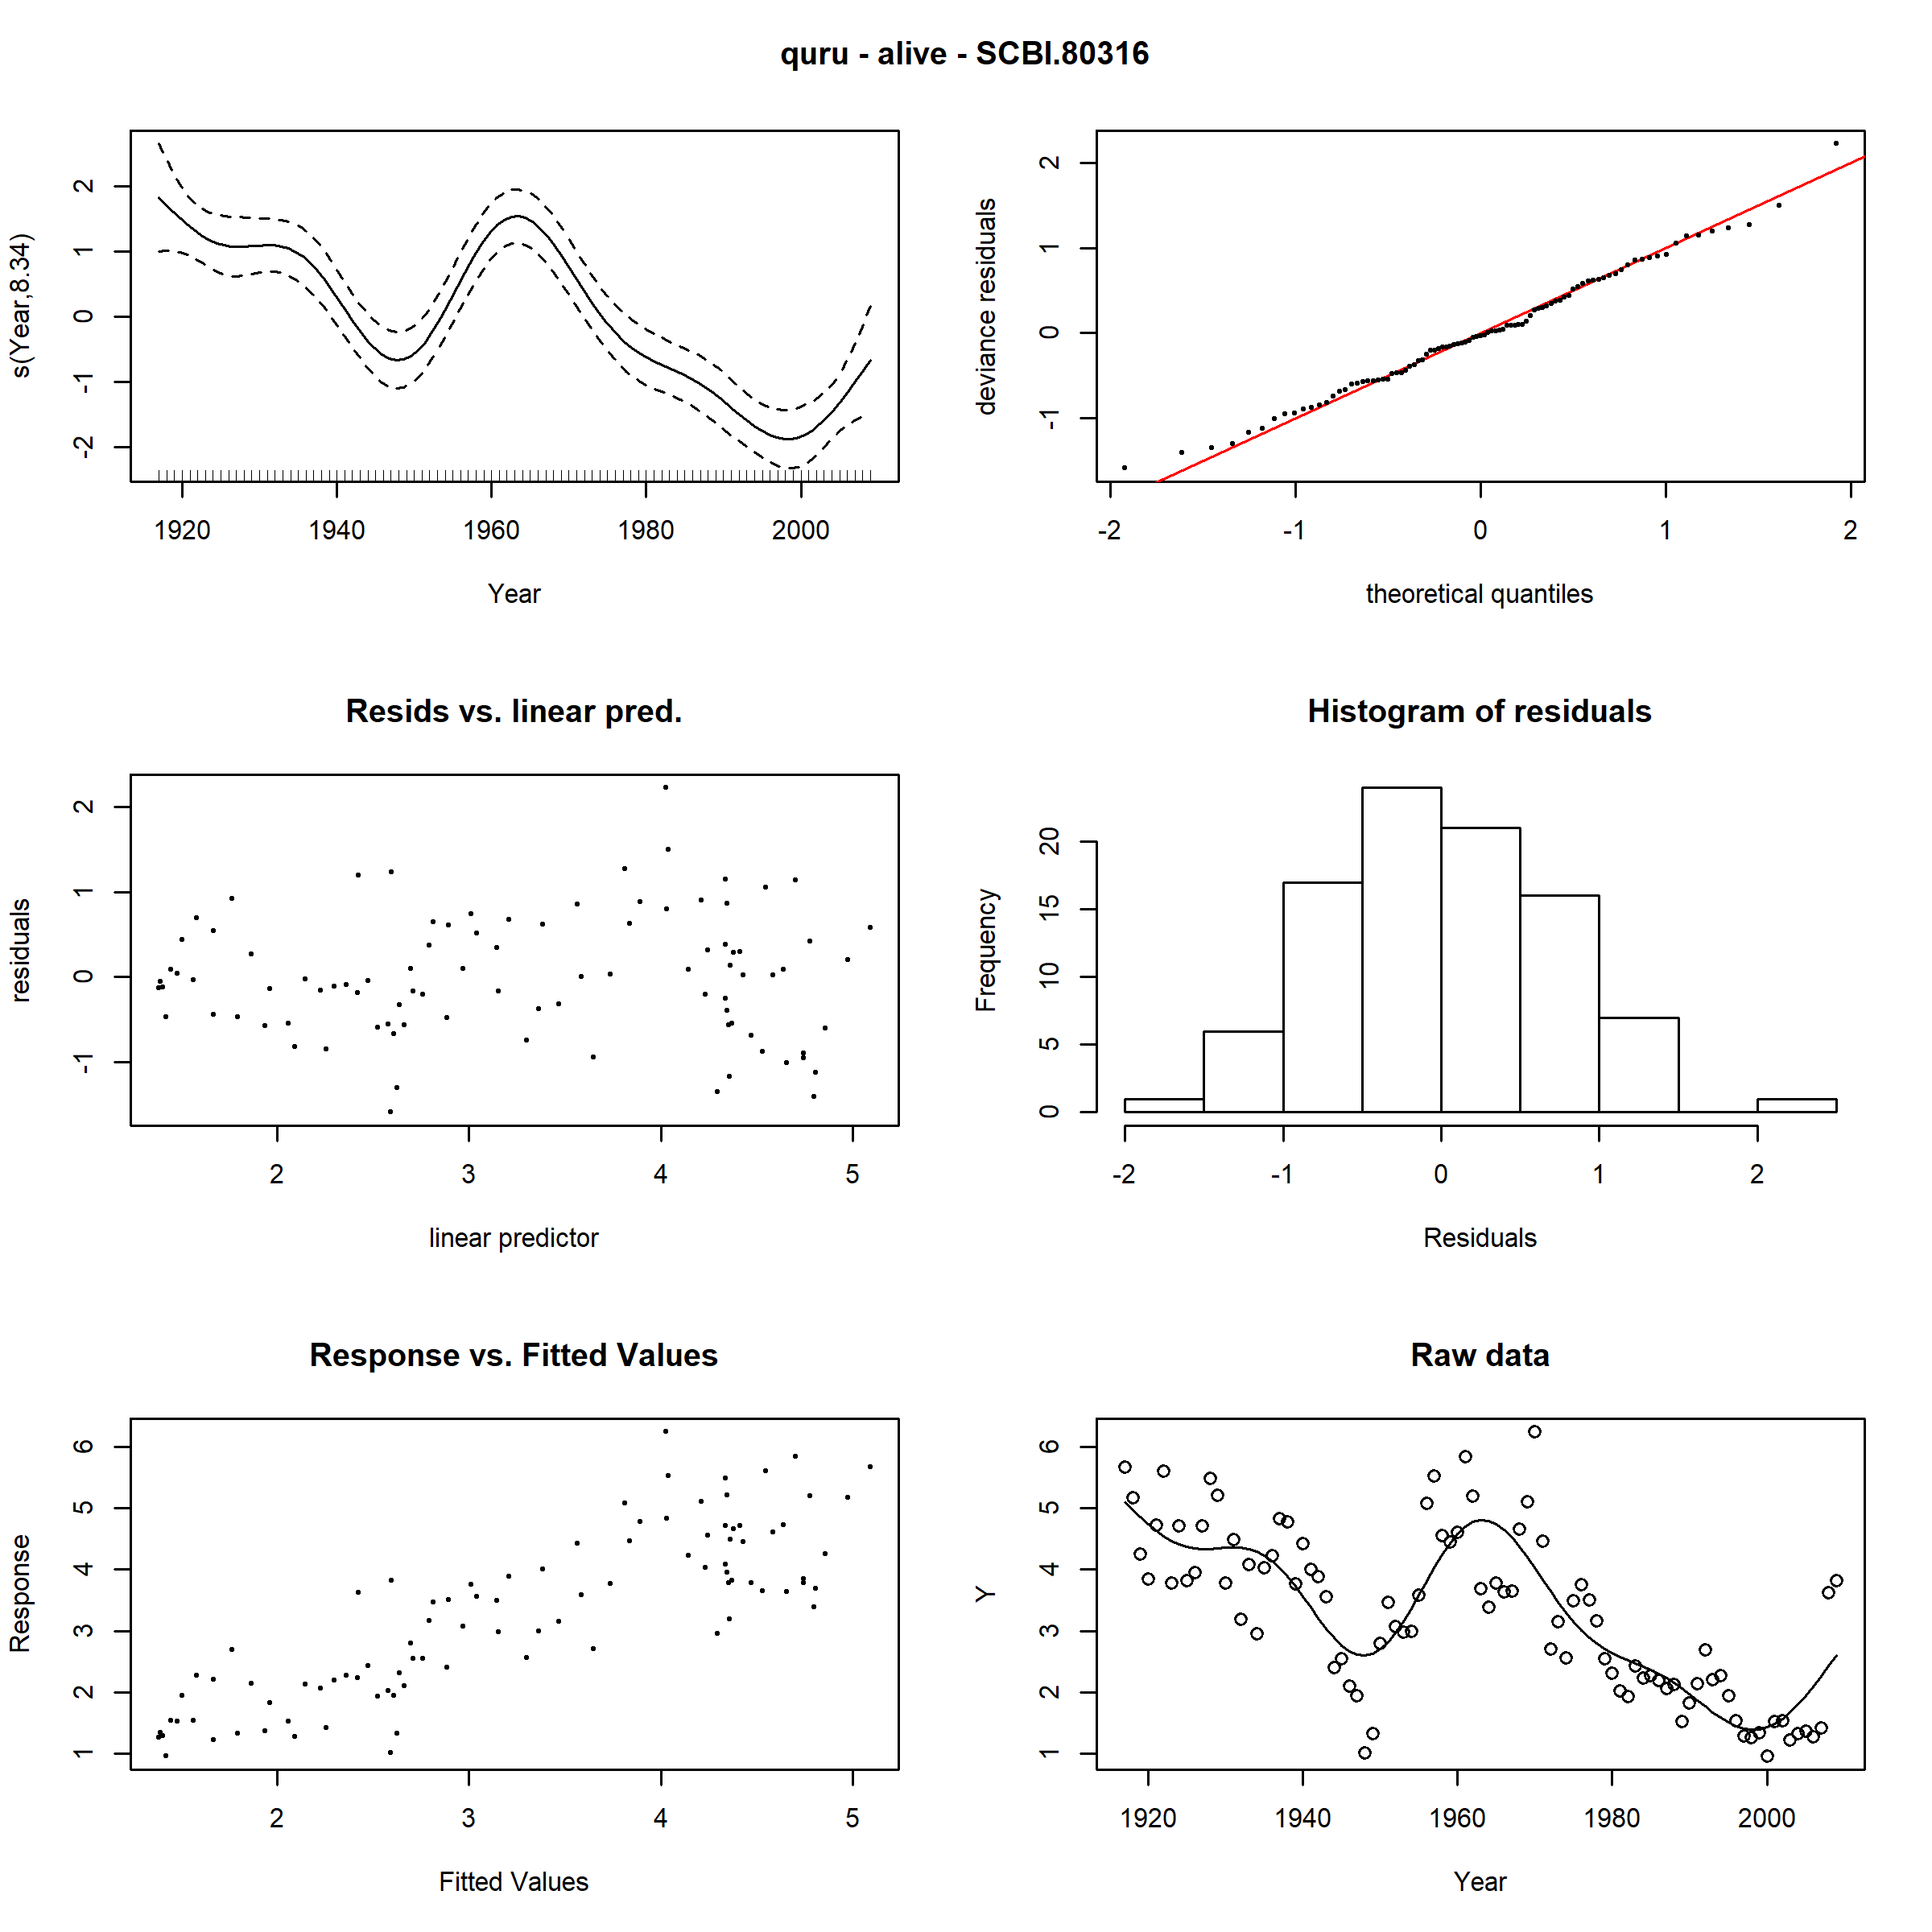 quru - alive - SCBI.80316
s(Year,8.34)
2
1
0
-1
-2
1920 1940 1960 1980 2000
Year
deviance residuals
2
1
0
-1
-2 -1 0 1 2
theoretical quantiles
Resids vs. linear pred.
residuals
2
1
0
-1
2 3 4 5
linear predictor
Histogram of residuals
Frequency
20
15
10
5
0
-2 -1 0 1 2
Residuals
Response vs. Fitted Values
Response
6
5
4
3
2
1
2 3 4 5
Fitted Values
Raw data
Y
6
5
4
3
2
1
1920 1940 1960 1980 2000
Year